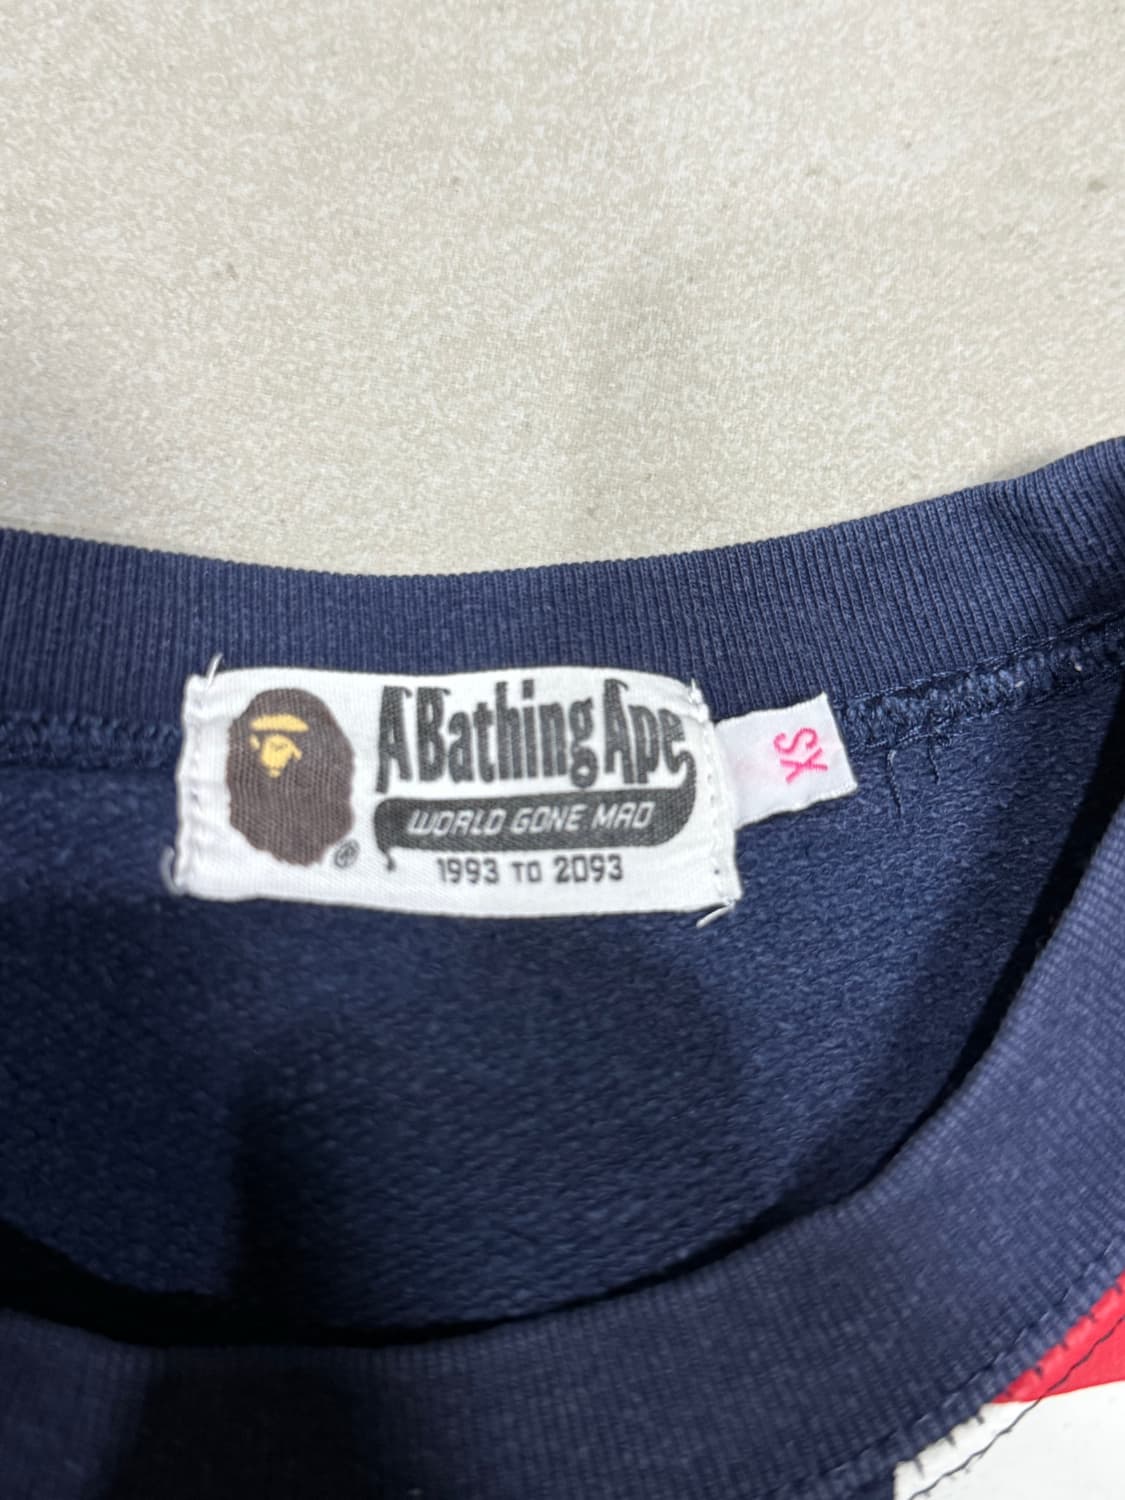 A Bathing Ape
WORLD GONE MAD
1993 TO 2093
®
XS